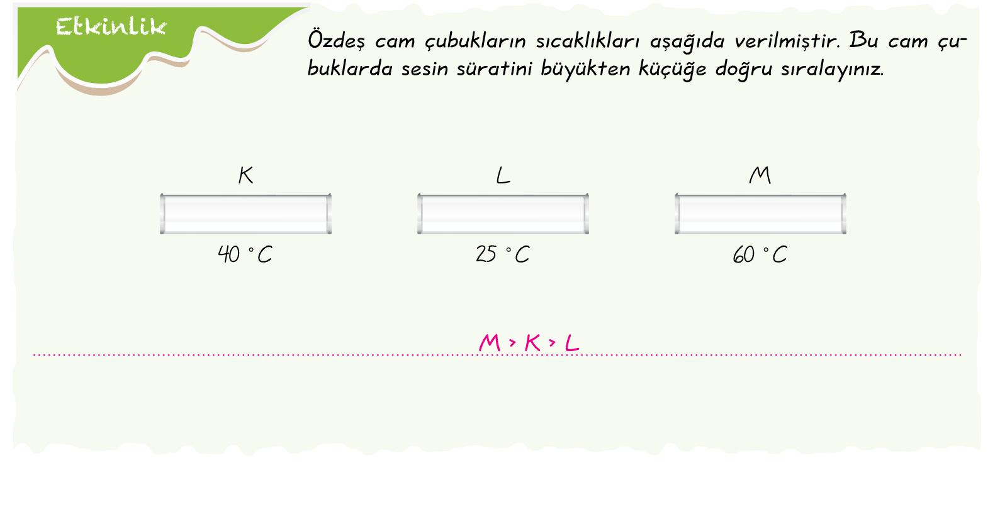 Etkinlik
Özdeş cam çubukların sıcaklıkları aşağıda verilmiştir. Bu cam çu-
buklarda sesin süratini büyükten küçüğe doğru sıralayınız.
K L M
40 °C 25 °C 60 °C
M > K > L